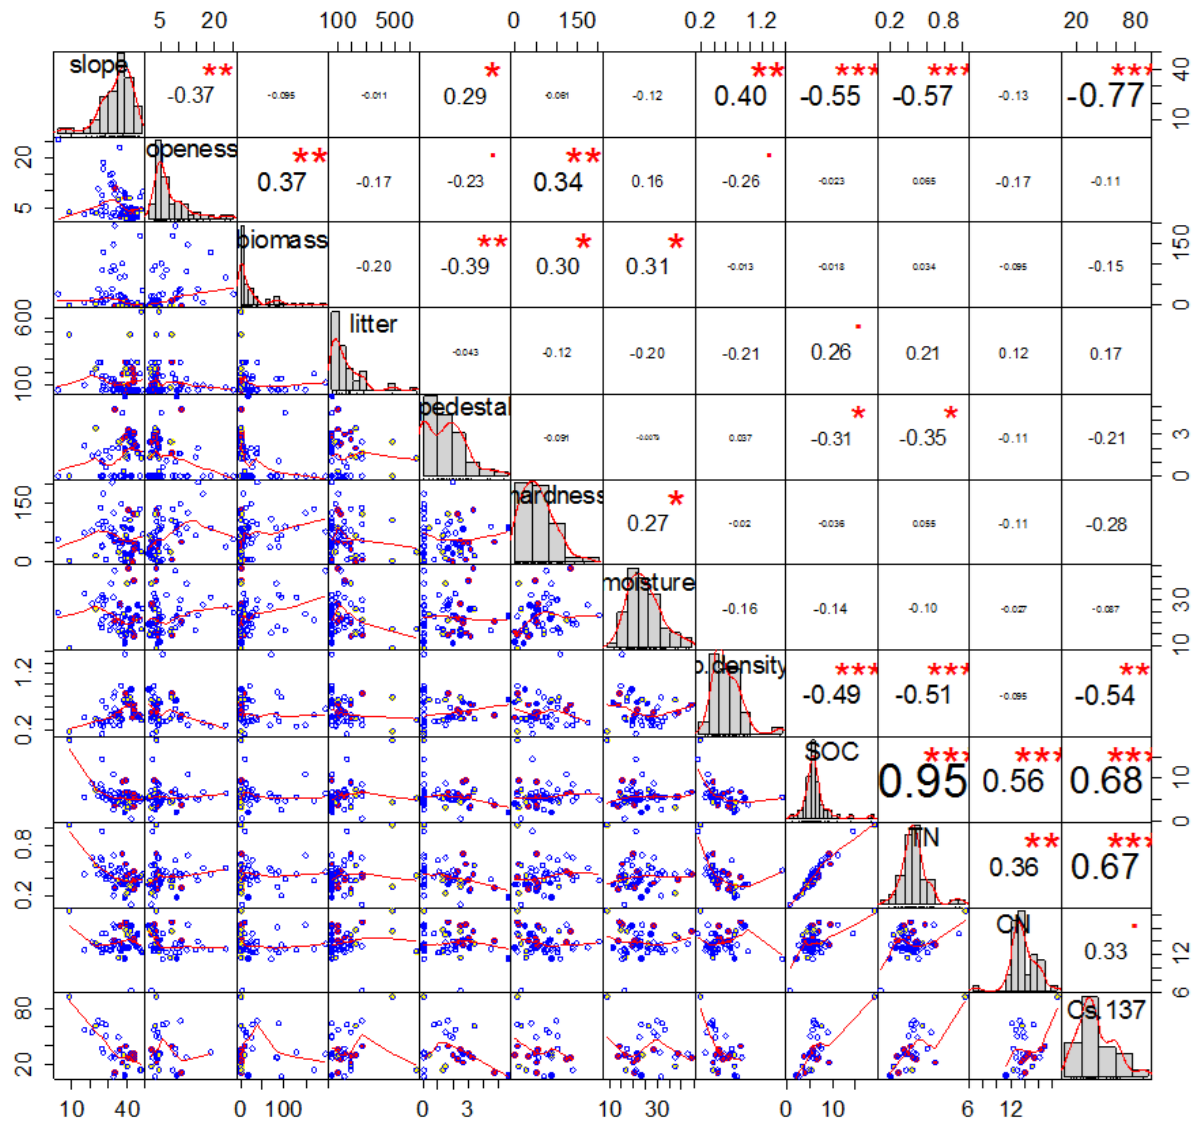 5 20 100 500 0 150 0.2 1.2 0.2 0.8 20 80
slope ** -0.37 -0.095 -0.011 * 0.29 -0.061 -0.12 ** 0.40 *** -0.55 *** -0.57 -0.13 *** -0.77 10 40
5 20 openess ** 0.37 -0.17 . -0.23 ** 0.34 0.16 . -0.26 -0.023 0.065 -0.17 -0.11
biomass -0.20 ** -0.39 * 0.30 * 0.31 -0.013 -0.018 0.034 -0.095 -0.15 0 150
100 600 litter -0.043 -0.12 -0.20 -0.21 . 0.26 0.21 0.12 0.17
pedestal -0.091 -0.0079 0.037 * -0.31 * -0.35 -0.11 -0.21 0 3
0 150 hardness * 0.27 -0.02 -0.036 0.055 -0.11 -0.28
moisture -0.16 -0.14 -0.10 -0.027 -0.087 10 30
0.2 1.2 b.density *** -0.49 *** -0.51 -0.095 ** -0.54
SOC *** 0.95 *** 0.56 *** 0.68 0 10
0.2 0.8 TN ** 0.36 *** 0.67
CN . 0.33 6 12
20 80 Cs.137
10 40 0 100 0 3 10 30 0 10 6 12